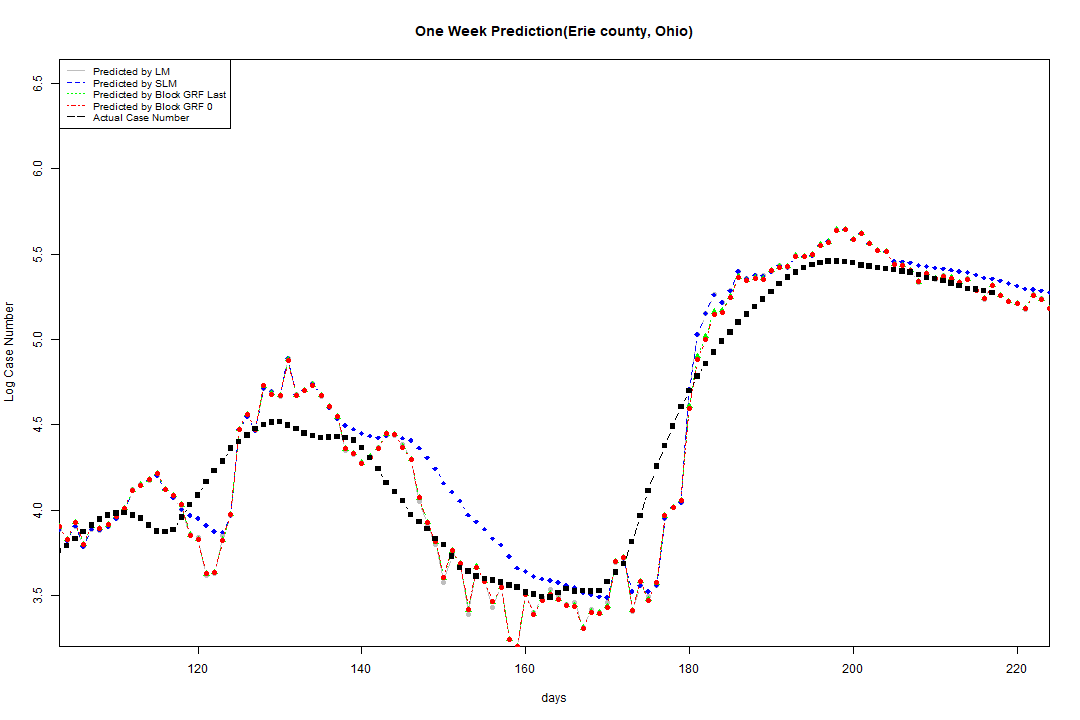 One Week Prediction(Erie county, Ohio)
Predicted by LM
Predicted by SLM
Predicted by Block GRF Last
Predicted by Block GRF 0
Actual Case Number
6.5
6.0
5.5
5.0
4.5
4.0
3.5
Log Case Number
120 140 160 180 200 220
days